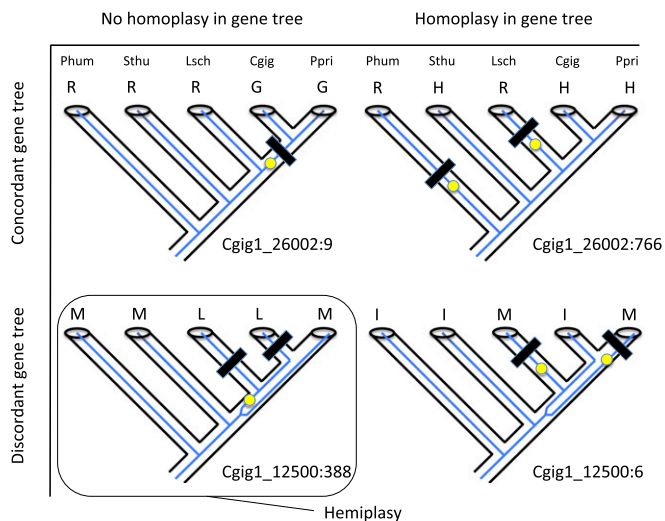 No homoplasy in gene tree
Homoplasy in gene tree
Concordant gene tree
Phum Sthu Lsch Cgig Ppri
R R R G G
Cgig1_26002:9
Phum Sthu Lsch Cgig Ppri
R H R H H
Cgig1_26002:766
Discordant gene tree
M M L L M
Cgig1_12500:388
I I M I M
Cgig1_12500:6
Hemiplasy